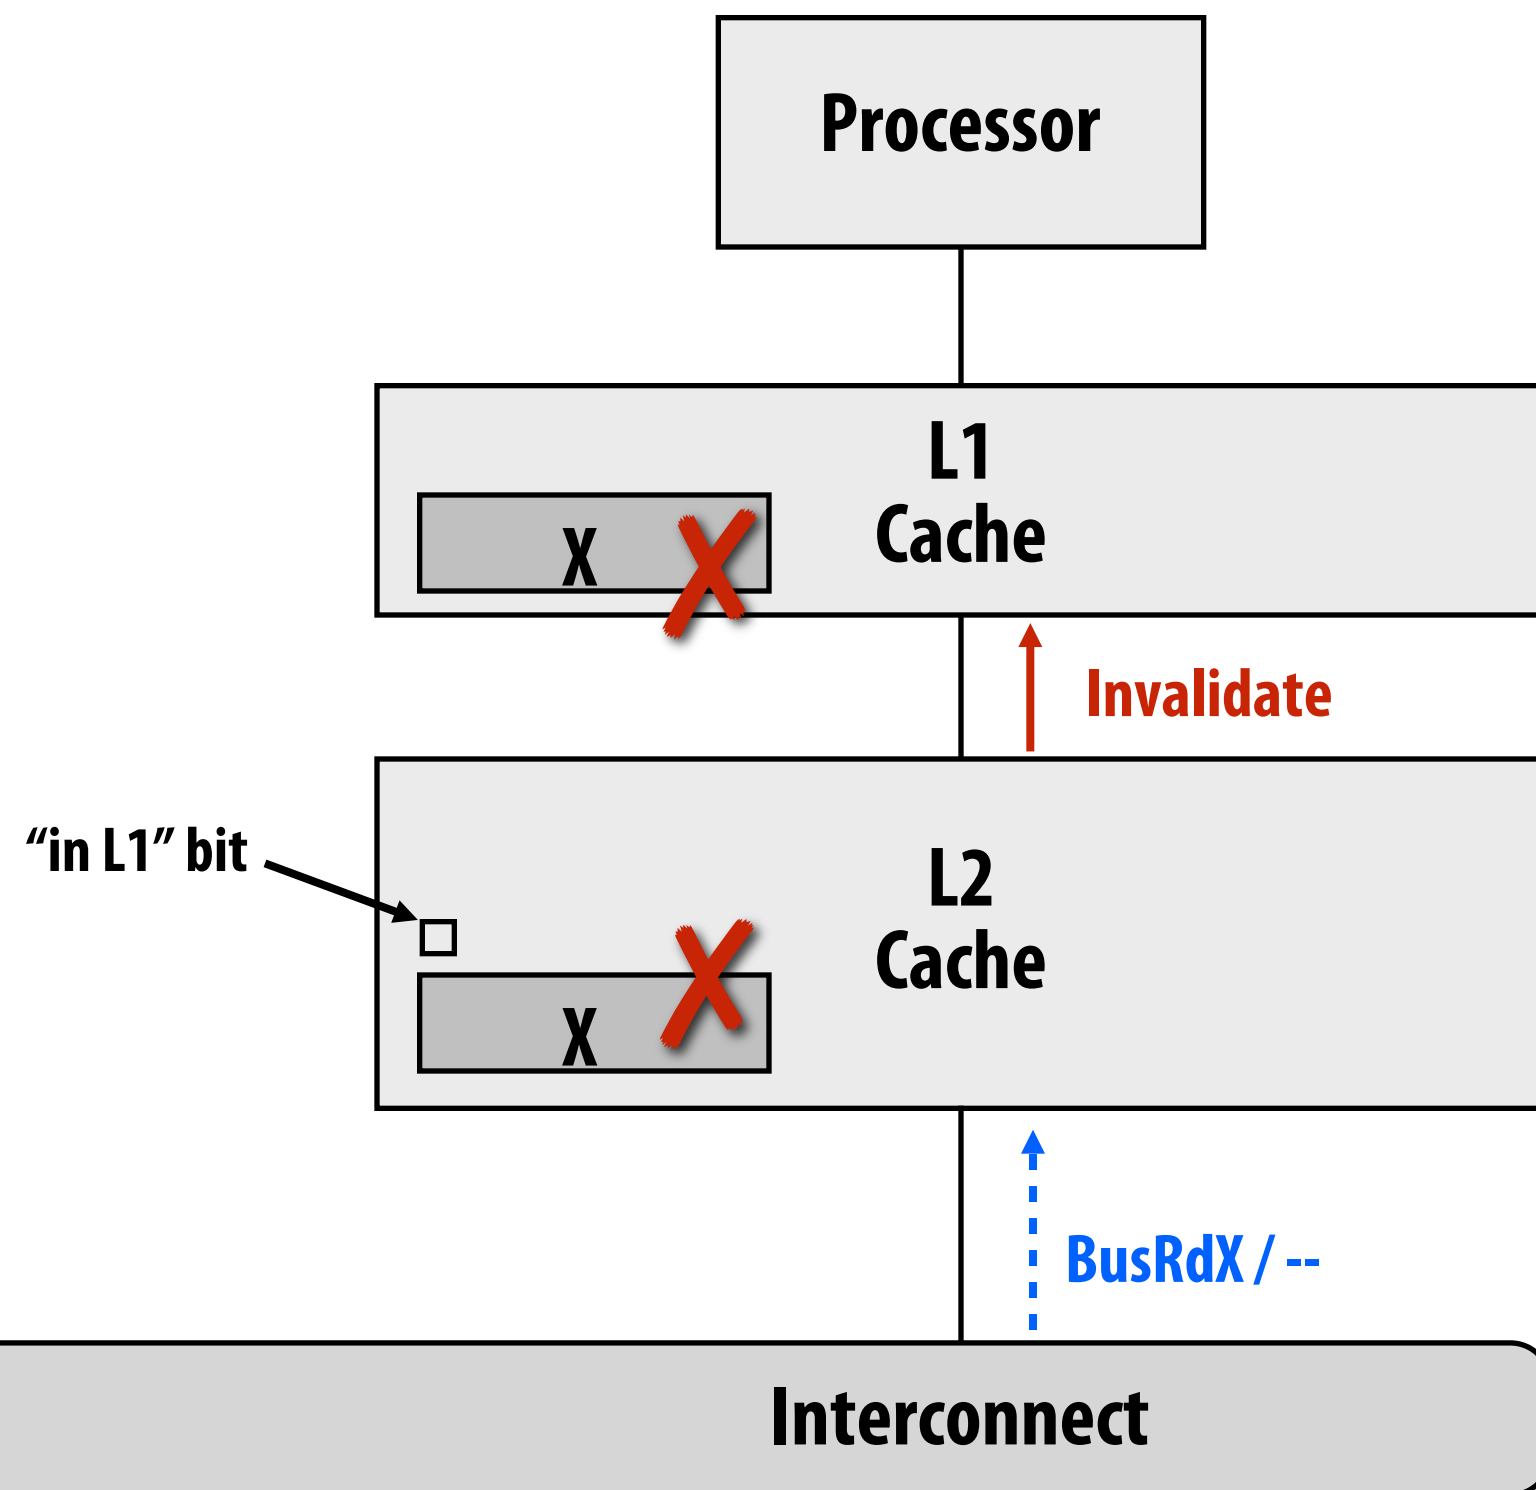 Processor
L1
Cache
X
Invalidate
“in L1” bit
L2
Cache
X
BusRdX / --
Interconnect